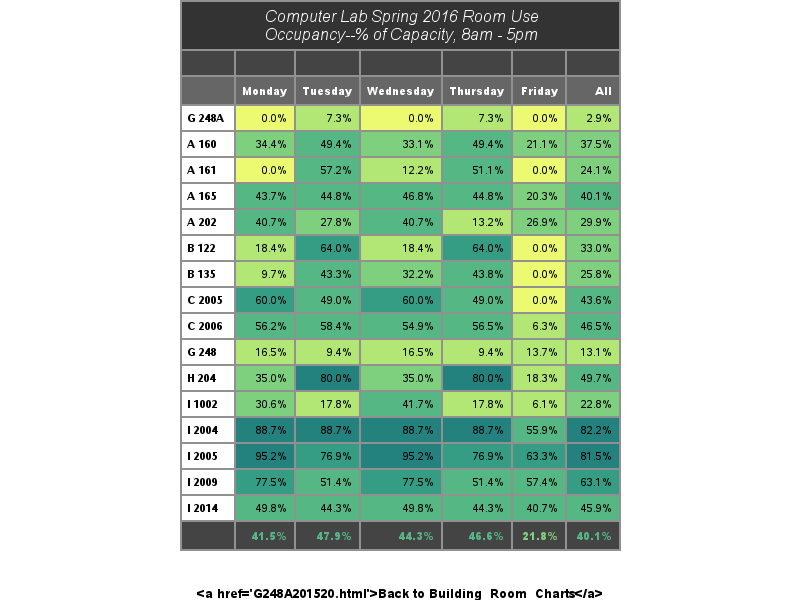 Computer Lab Spring 2016 Room Use
Occupancy--% of Capacity, 8am - 5pm
Monday Tuesday Wednesday Thursday Friday All
G 248A 0.0% 7.3% 0.0% 7.3% 0.0% 2.9%
A 160 34.4% 49.4% 33.1% 49.4% 21.1% 37.5%
A 161 0.0% 57.2% 12.2% 51.1% 0.0% 24.1%
A 165 43.7% 44.8% 46.8% 44.8% 20.3% 40.1%
A 202 40.7% 27.8% 40.7% 13.2% 26.9% 29.9%
B 122 18.4% 64.0% 18.4% 64.0% 0.0% 33.0%
B 135 9.7% 43.3% 32.2% 43.8% 0.0% 25.8%
C 2005 60.0% 49.0% 60.0% 49.0% 0.0% 43.6%
C 2006 56.2% 58.4% 54.9% 56.5% 6.3% 46.5%
G 248 16.5% 9.4% 16.5% 9.4% 13.7% 13.1%
H 204 35.0% 80.0% 35.0% 80.0% 18.3% 49.7%
I 1002 30.6% 17.8% 41.7% 17.8% 6.1% 22.8%
I 2004 88.7% 88.7% 88.7% 88.7% 55.9% 82.2%
I 2005 95.2% 76.9% 95.2% 76.9% 63.3% 81.5%
I 2009 77.5% 51.4% 77.5% 51.4% 57.4% 63.1%
I 2014 49.8% 44.3% 49.8% 44.3% 40.7% 45.9%
41.5% 47.9% 44.3% 46.6% 21.8% 40.1%
<a href='G248A201520.html'>Back to Building_Room_Charts</a>